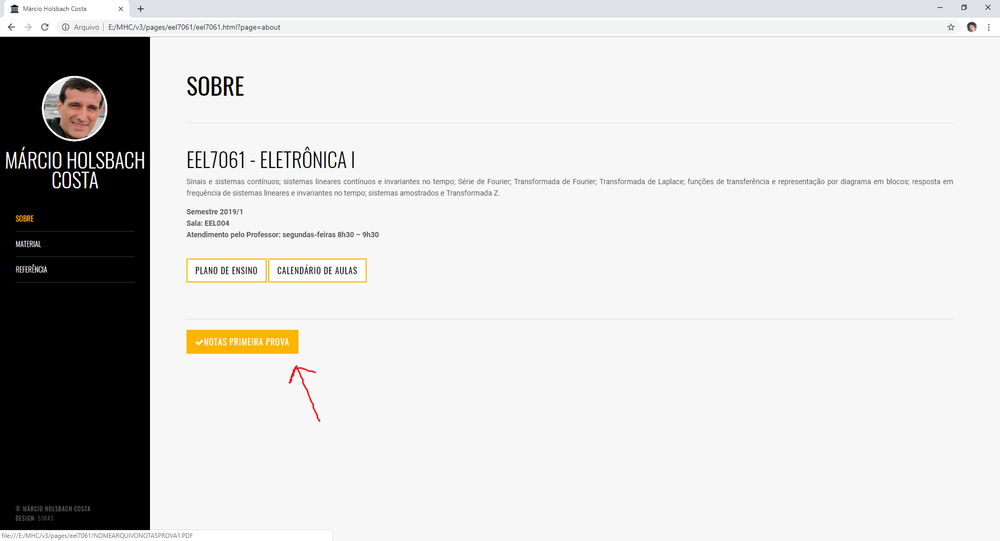 Márcio Holsbach Costa
Arquivo | E:/MHC/v3/pages/eel7061/eel7061.html?page=about
MÁRCIO HOLSBACH
COSTA
SOBRE
MATERIAL
REFERÊNCIA
© MÁRCIO HOLSBACH COSTA
DESIGN: SIMAS
SOBRE
EEL7061 - ELETRÔNICA I
Sinais e sistemas contínuos; sistemas lineares contínuos e invariantes no tempo; Série de Fourier; Transformada de Fourier; Transformada de Laplace; funções de transferência e representação por diagrama em blocos; resposta em
frequência de sistemas lineares e invariantes no tempo; sistemas amostrados e Transformada Z.
Semestre 2019/1
Sala: EEL004
Atendimento pelo Professor: segundas-feiras 8h30 – 9h30
PLANO DE ENSINO CALENDÁRIO DE AULAS
NOTAS PRIMEIRA PROVA
file:///E:/MHC/v3/pages/eel7061/NOMEARQUIVONOTASPROVA1.PDF